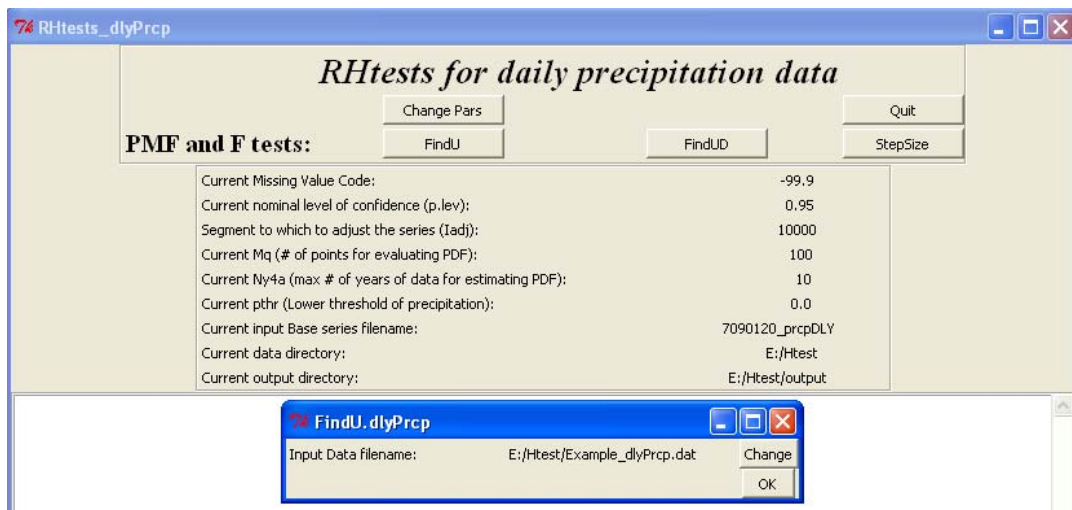 RHtests_dlyPrcp
RHtests for daily precipitation data
Change Pars Quit
PMF and F tests: FindU FindUD StepSize
Current Missing Value Code: -99.9
Current nominal level of confidence (p.lev): 0.95
Segment to which to adjust the series (Iadj): 10000
Current Mq (# of points for evaluating PDF): 100
Current Ny4a (max # of years of data for estimating PDF): 10
Current pthr (Lower threshold of precipitation): 0.0
Current input Base series filename: 7090120_prcpDLY
Current data directory: E:/Htest
Current output directory: E:/Htest/output
FindU.dlyPrcp
Input Data filename: E:/Htest/Example_dlyPrcp.dat Change
OK